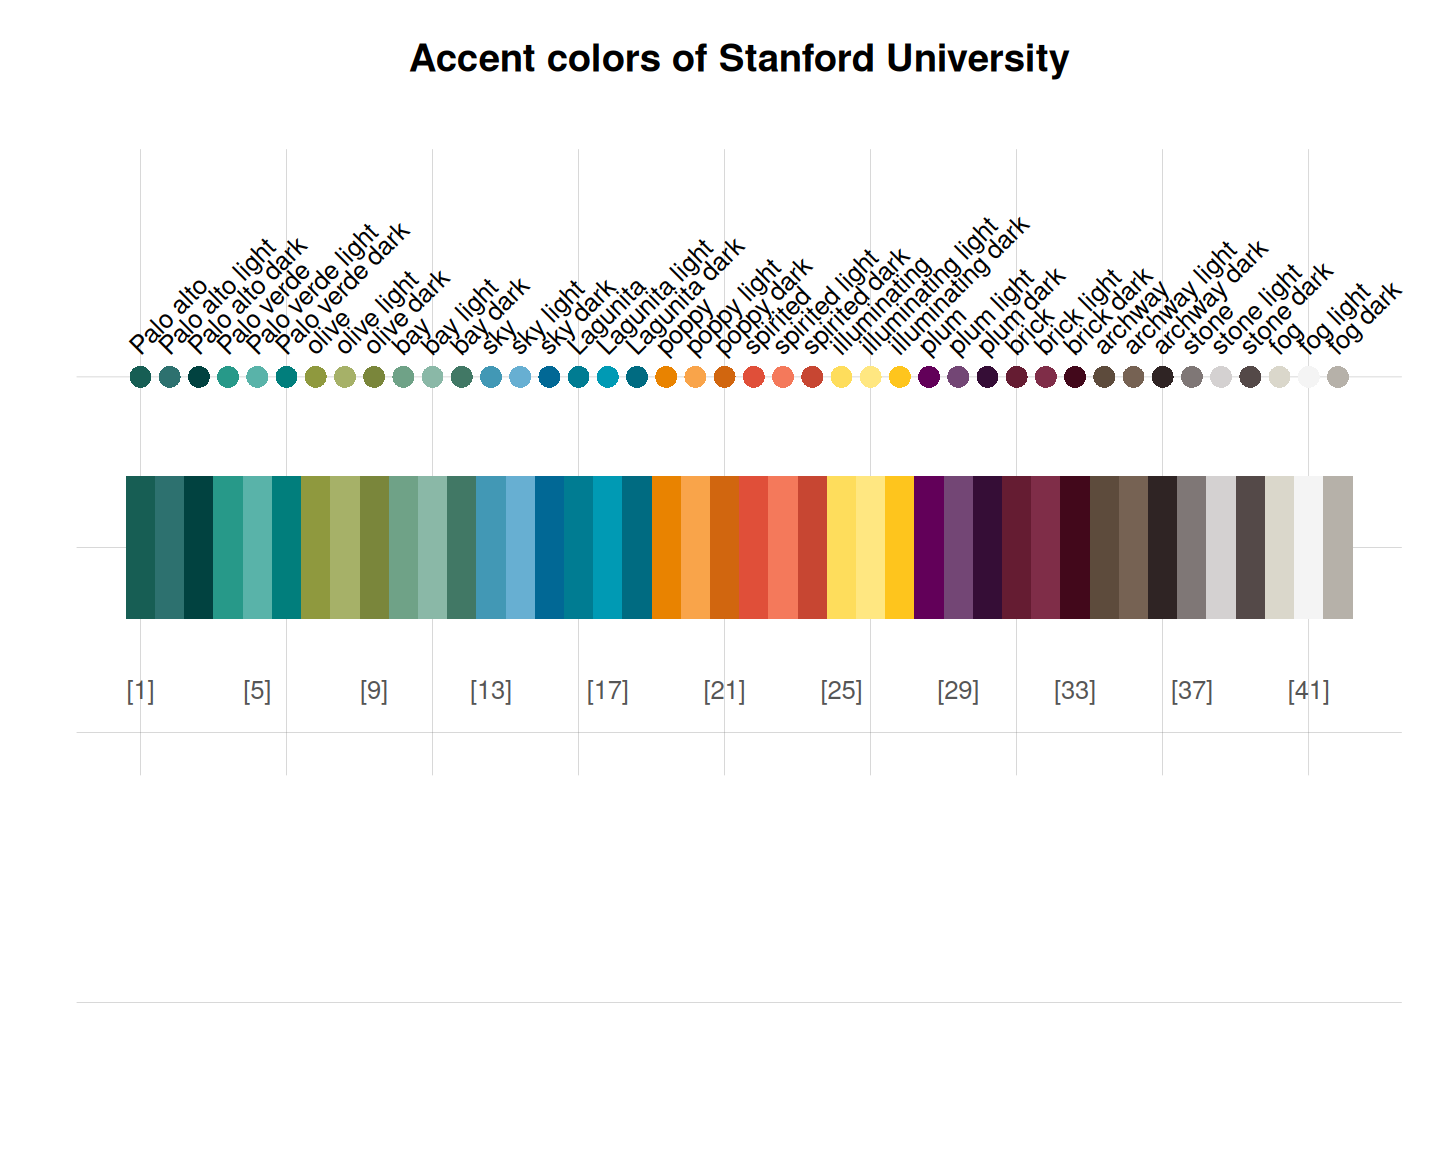 Accent colors of Stanford University
Palo alto
Palo alto light
Palo alto dark
Palo verde
Palo verde light
Palo verde dark
olive
olive light
olive dark
bay
bay light
bay dark
sky
sky light
sky dark
Lagunita
Lagunita light
Lagunita dark
poppy
poppy light
poppy dark
spirited
spirited light
spirited dark
illuminating
illuminating light
illuminating dark
plum
plum light
plum dark
brick
brick light
brick dark
archway
archway light
archway dark
stone
stone light
stone dark
fog
fog light
fog dark
[1] [5] [9] [13] [17] [21] [25] [29] [33] [37] [41]